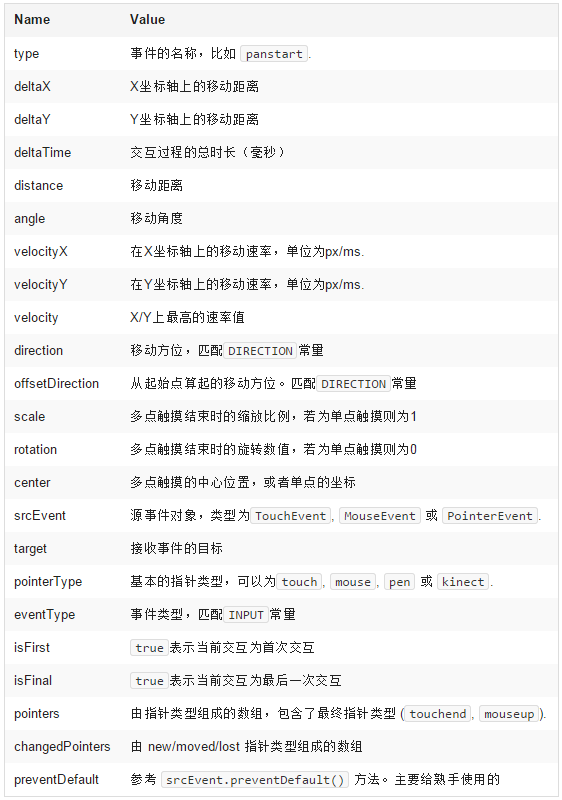 Name Value
type 事件的名称，比如 panstart.
deltaX X坐标轴上的移动距离
deltaY Y坐标轴上的移动距离
deltaTime 交互过程的总时长（毫秒）
distance 移动距离
angle 移动角度
velocityX 在X坐标轴上的移动速率，单位为px/ms.
velocityY 在Y坐标轴上的移动速率，单位为px/ms.
velocity X/Y上最高的速率值
direction 移动方位，匹配 DIRECTION 常量
offsetDirection 从起始点算起的移动方位。匹配 DIRECTION 常量
scale 多点触摸结束时的缩放比例，若为单点触摸则为1
rotation 多点触摸结束时的旋转数值，若为单点触摸则为0
center 多点触摸的中心位置，或者单点的坐标
srcEvent 源事件对象，类型为 TouchEvent, MouseEvent 或 PointerEvent.
target 接收事件的目标
pointerType 基本的指针类型，可以为 touch, mouse, pen 或 kinect.
eventType 事件类型，匹配 INPUT 常量
isFirst true 表示当前交互为首次交互
isFinal true 表示当前交互为最后一次交互
pointers 由指针类型组成的数组，包含了最终指针类型 (touchend, mouseup).
changedPointers 由 new/moved/lost 指针类型组成的数组
preventDefault 参考 srcEvent.preventDefault() 方法。主要给熟手使用的